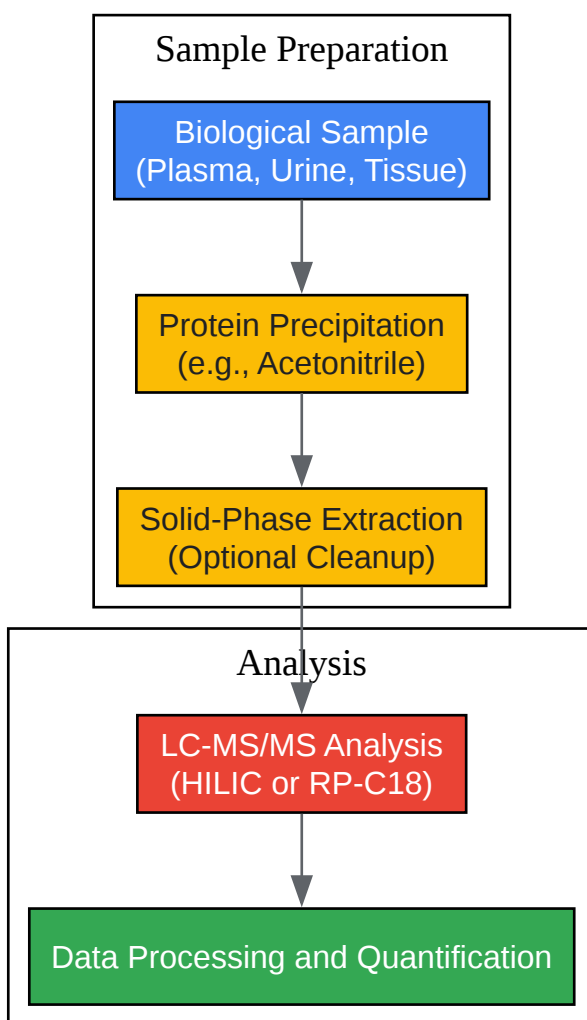 Sample Preparation
Biological Sample
(Plasma, Urine, Tissue)
Protein Precipitation
(e.g., Acetonitrile)
Solid-Phase Extraction
(Optional Cleanup)
Analysis
LC-MS/MS Analysis
(HILIC or RP-C18)
Data Processing and Quantification